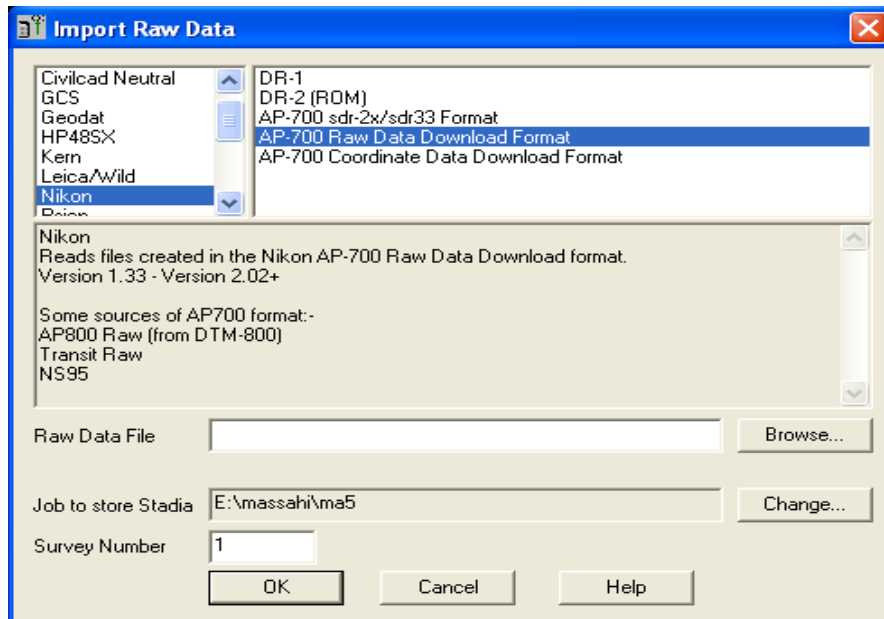 Import Raw Data
Civilcad Neutral
GCS
Geodat
HP48SX
Kern
Leica/Wild
Nikon
DR-1
DR-2 (ROM)
AP-700 sdr-2x/sdr33 Format
AP-700 Raw Data Download Format
AP-700 Coordinate Data Download Format
Nikon
Reads files created in the Nikon AP-700 Raw Data Download format.
Version 1.33 - Version 2.02+
Some sources of AP700 format:-
AP800 Raw (from DTM-800)
Transit Raw
NS95
Raw Data File
Browse...
Job to store Stadia
E:\massahi\ma5
Change...
Survey Number
1
OK
Cancel
Help